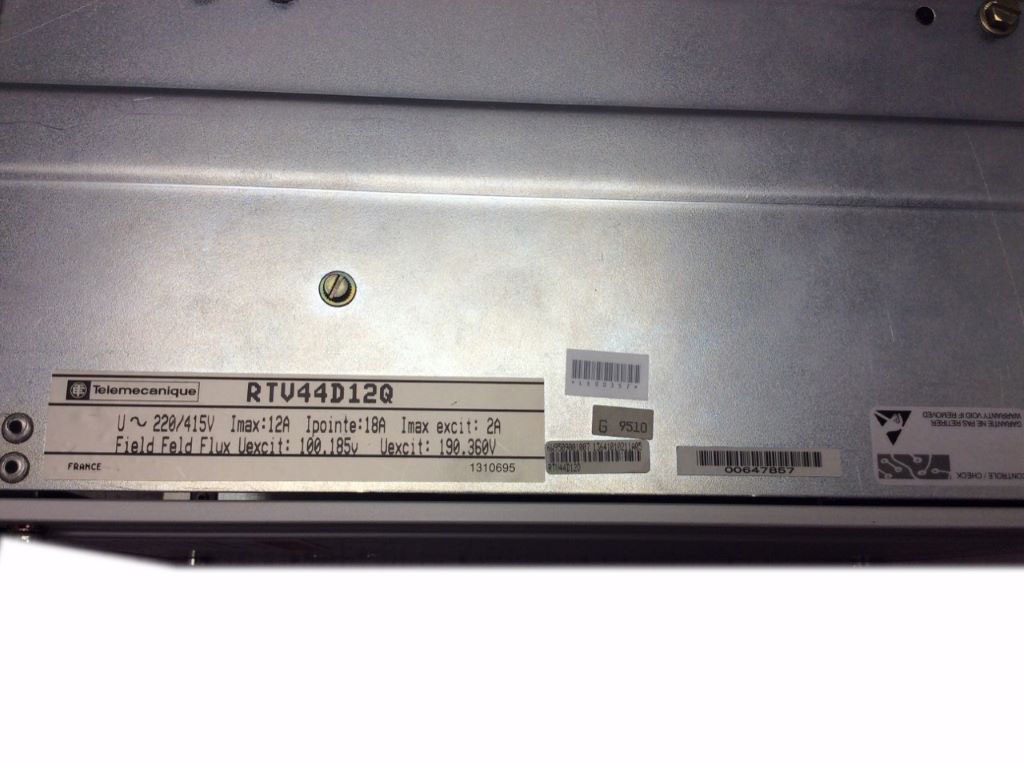 Telemecanique
RTV44D12Q
U ~ 220/415V Imax:12A Ipointe:18A Imax excit: 2A
Field Feld Flux Uexcit: 100.185v Uexcit: 190.360V
FRANCE
1310695
G 9510
RTV44D12Q
00647857
GARANTIE NE PAS RETIRER
WARRANTY VOID IF REMOVED
CONTROLE / CHECK